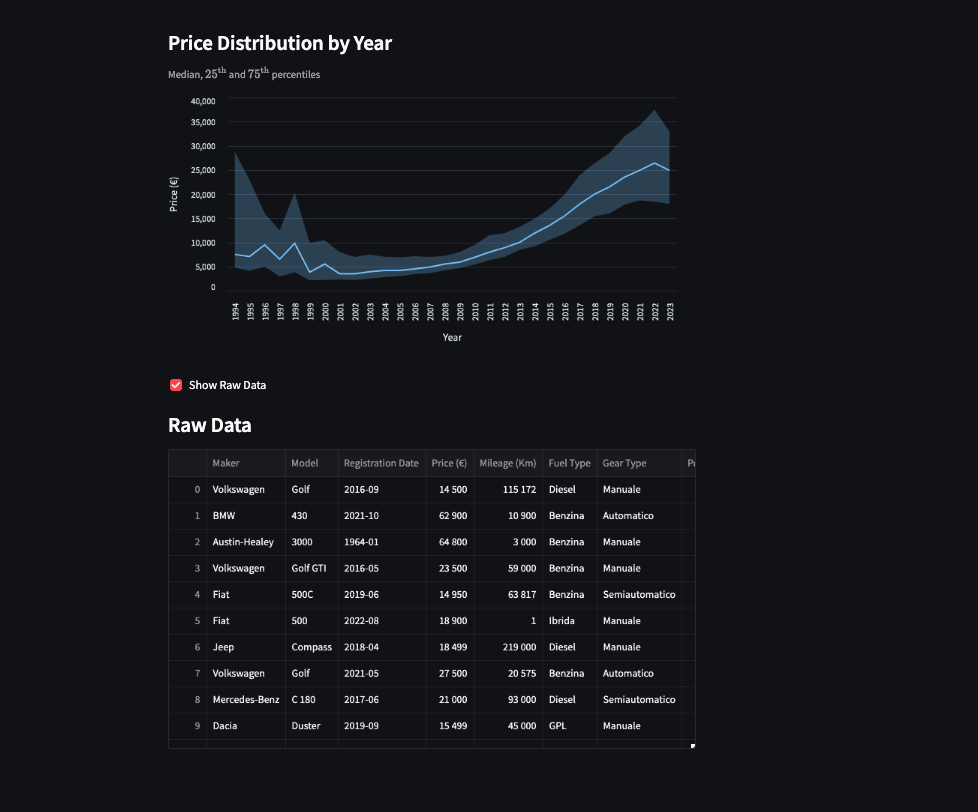 Price Distribution by Year
Median, 25th and 75th percentiles
40,000
35,000
30,000
25,000
20,000
15,000
10,000
5,000
0
Price (€)
1994 1995 1996 1997 1998 1999 2000 2001 2002 2003 2004 2005 2006 2007 2008 2009 2010 2011 2012 2013 2014 2015 2016 2017 2018 2019 2020 2021 2022 2023
Year
Show Raw Data
Raw Data
Maker Model Registration Date Price (€) Mileage (Km) Fuel Type Gear Type
0 Volkswagen Golf 2016-09 14 500 115 172 Diesel Manuale
1 BMW 430 2021-10 62 900 10 900 Benzina Automatico
2 Austin-Healey 3000 1964-01 64 800 3 000 Benzina Manuale
3 Volkswagen Golf GTI 2016-05 23 500 59 000 Benzina Manuale
4 Fiat 500C 2019-06 14 950 63 817 Benzina Semiautomatico
5 Fiat 500 2022-08 18 900 1 Ibrida Manuale
6 Jeep Compass 2018-04 18 499 219 000 Diesel Manuale
7 Volkswagen Golf 2021-05 27 500 20 575 Benzina Automatico
8 Mercedes-Benz C 180 2017-06 21 000 93 000 Diesel Semiautomatico
9 Dacia Duster 2019-09 15 499 45 000 GPL Manuale